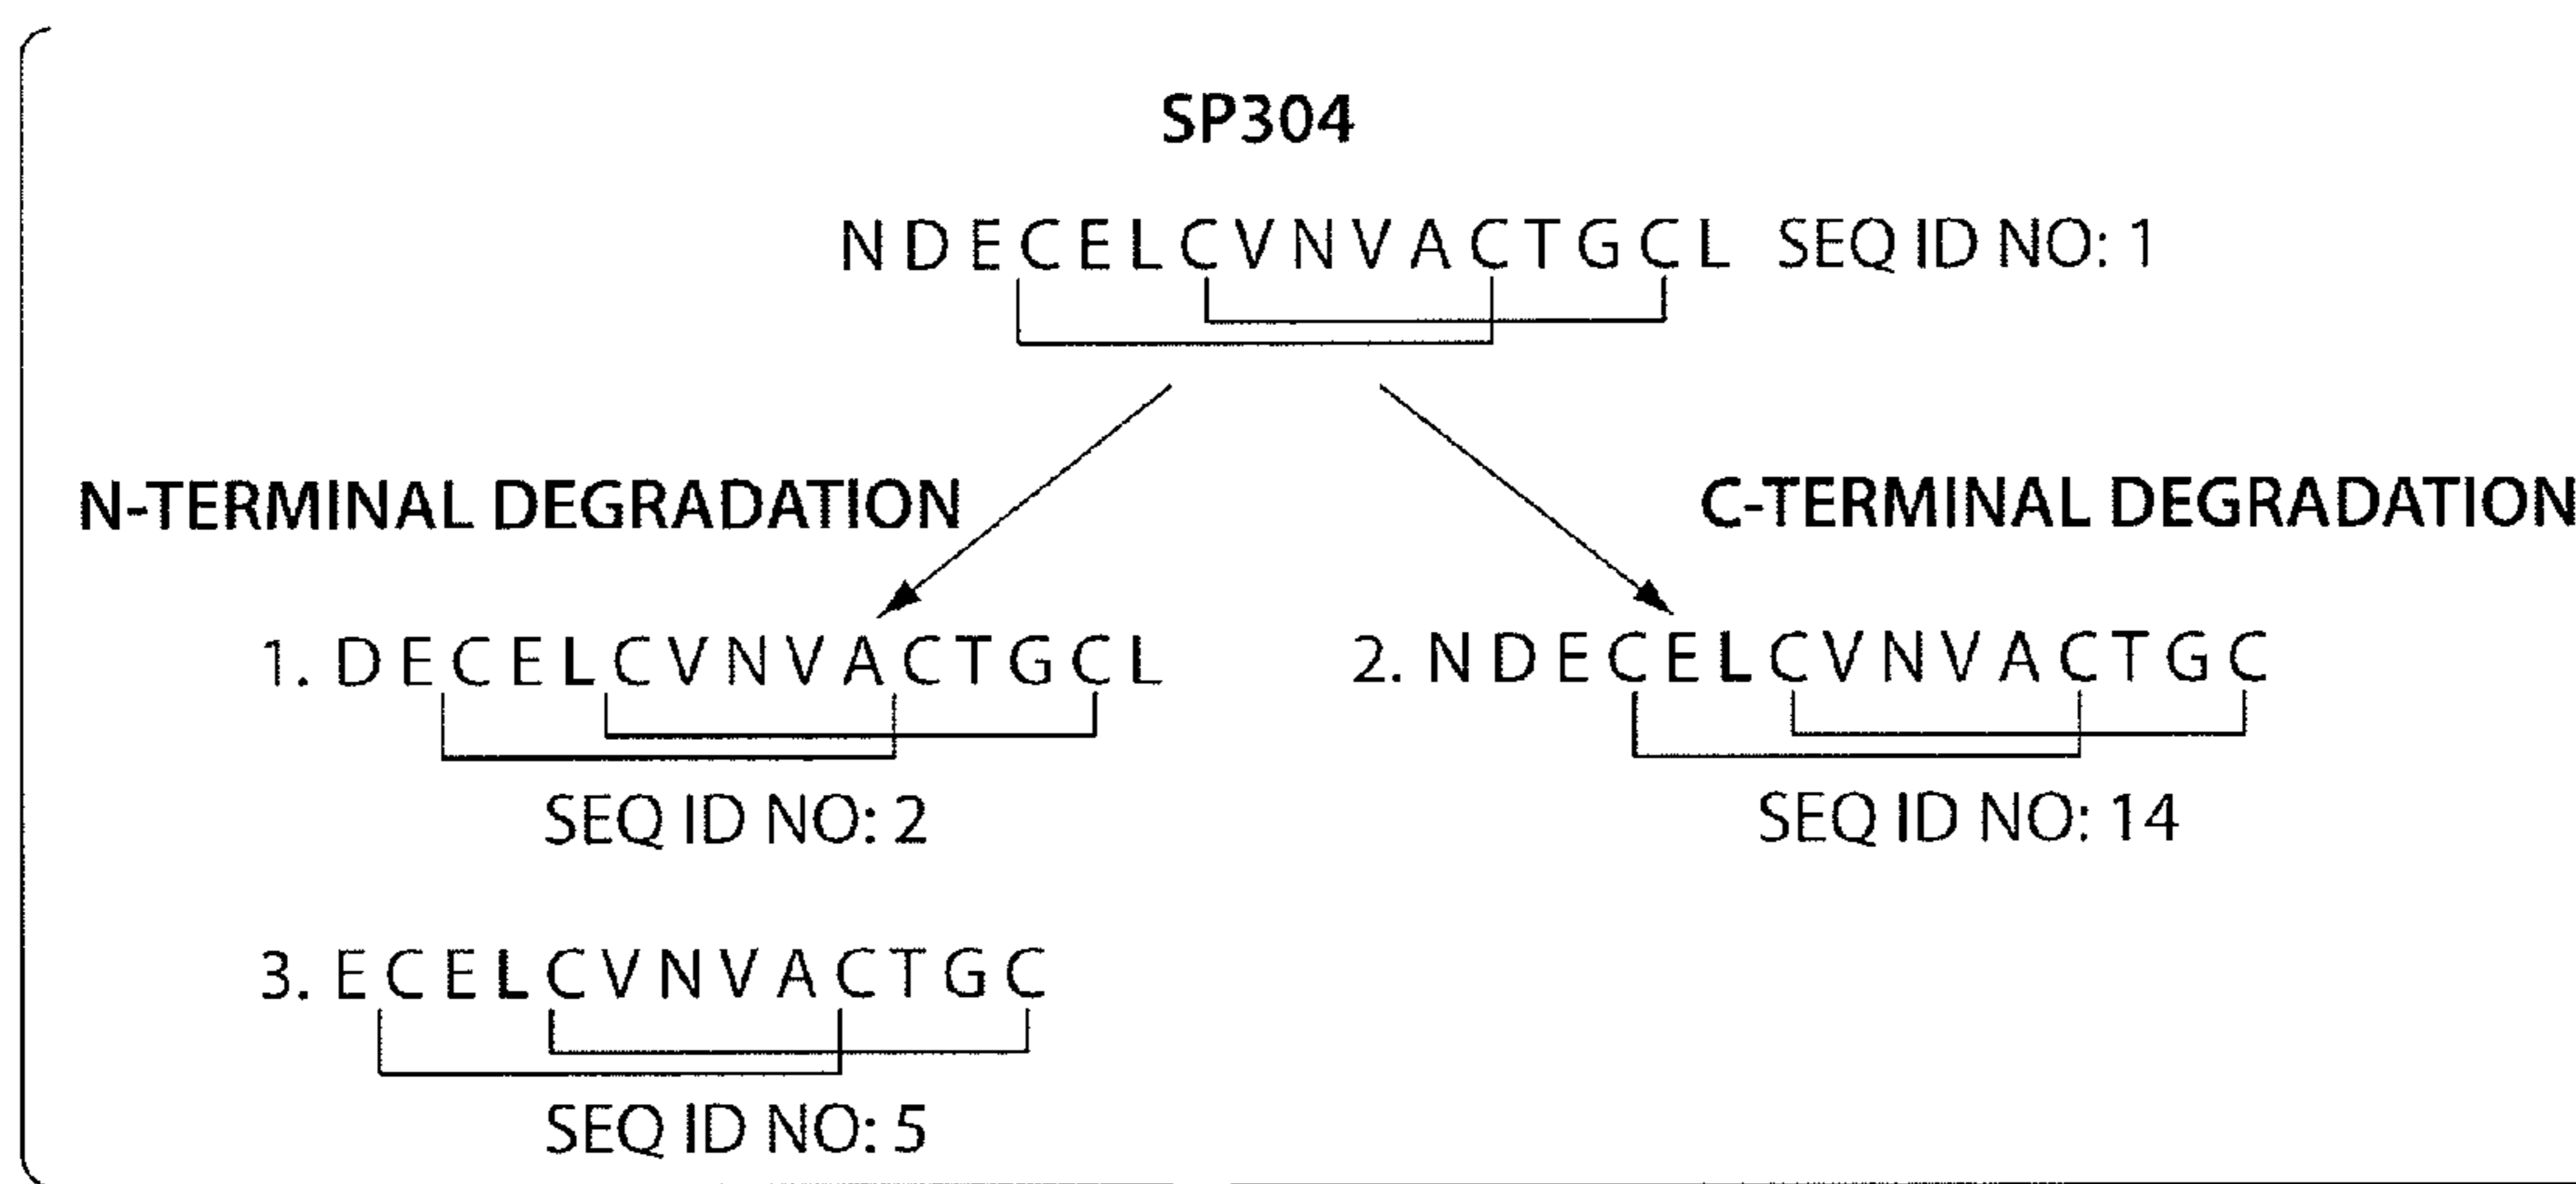 SP304
N D E C E L C V N V A C T G C L SEQ ID NO: 1
N-TERMINAL DEGRADATION
C-TERMINAL DEGRADATION
1. D E C E L C V N V A C T G C L
2. N D E C E L C V N V A C T G C
SEQ ID NO: 2
SEQ ID NO: 14
3. E C E L C V N V A C T G C
SEQ ID NO: 5